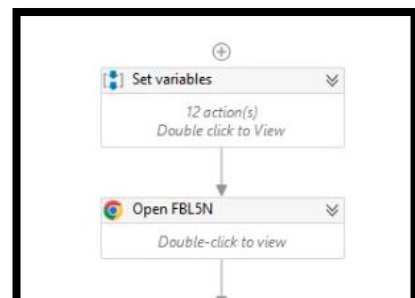 Set variables
12 action(s)
Double click to View
Open FBL5N
Double-click to view